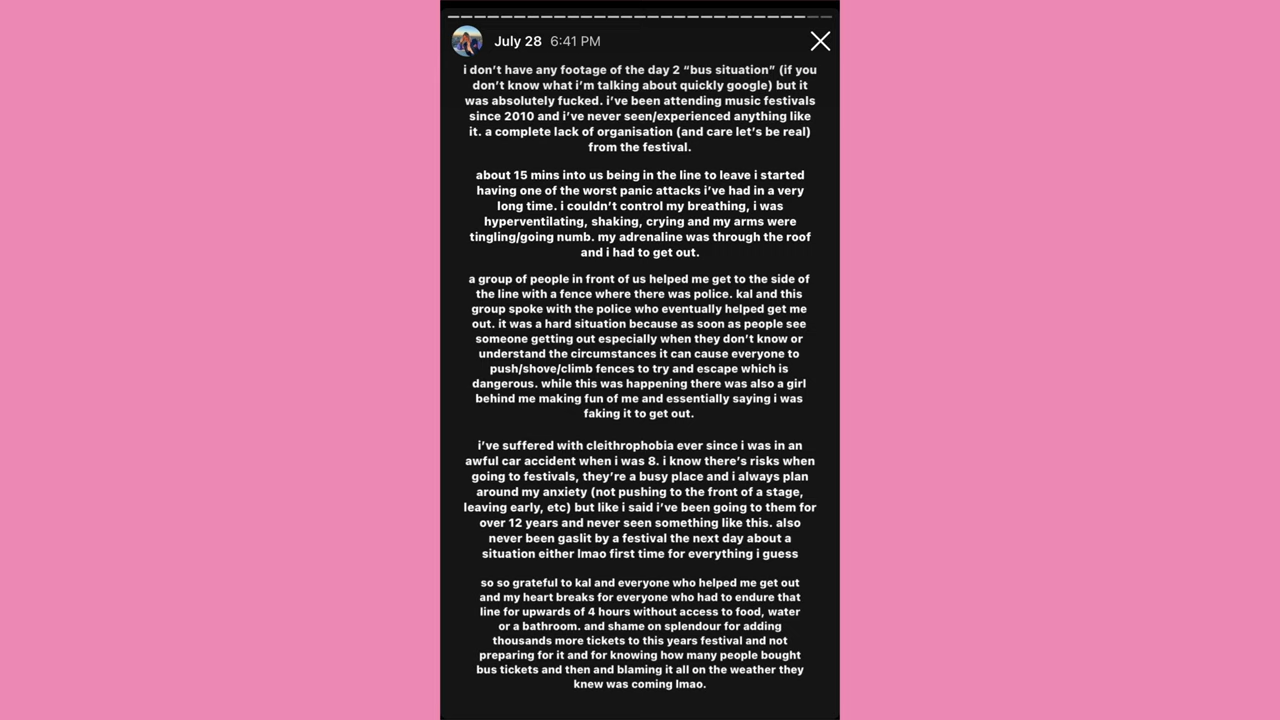 July 28 6:41 PM
i don't have any footage of the day 2 “bus situation” (if you
don't know what i'm talking about quickly google) but it
was absolutely fucked. i've been attending music festivals
since 2010 and i've never seen/experienced anything like
it. a complete lack of organisation (and care let's be real)
from the festival.
about 15 mins into us being in the line to leave i started
having one of the worst panic attacks i've had in a very
long time. i couldn't control my breathing, i was
hyperventilating, shaking, crying and my arms were
tingling/going numb. my adrenaline was through the roof
and i had to get out.
a group of people in front of us helped me get to the side of
the line with a fence where there was police. kal and this
group spoke with the police who eventually helped get me
out. it was a hard situation because as soon as people see
someone getting out especially when they don't know or
understand the circumstances it can cause everyone to
push/shove/climb fences to try and escape which is
dangerous. while this was happening there was also a girl
behind me making fun of me and essentially saying i was
faking it to get out.
i've suffered with cleithrophobia ever since i was in an
awful car accident when i was 8. i know there's risks when
going to festivals, they're a busy place and i always plan
around my anxiety (not pushing to the front of a stage,
leaving early, etc) but like i said i've been going to them for
over 12 years and never seen something like this. also
never been gaslit by a festival the next day about a
situation either lmao first time for everything i guess
so so grateful to kal and everyone who helped me get out
and my heart breaks for everyone who had to endure that
line for upwards of 4 hours without access to food, water
or a bathroom. and shame on splendour for adding
thousands more tickets to this years festival and not
preparing for it and for knowing how many people bought
bus tickets and then and blaming it all on the weather they
knew was coming lmao.